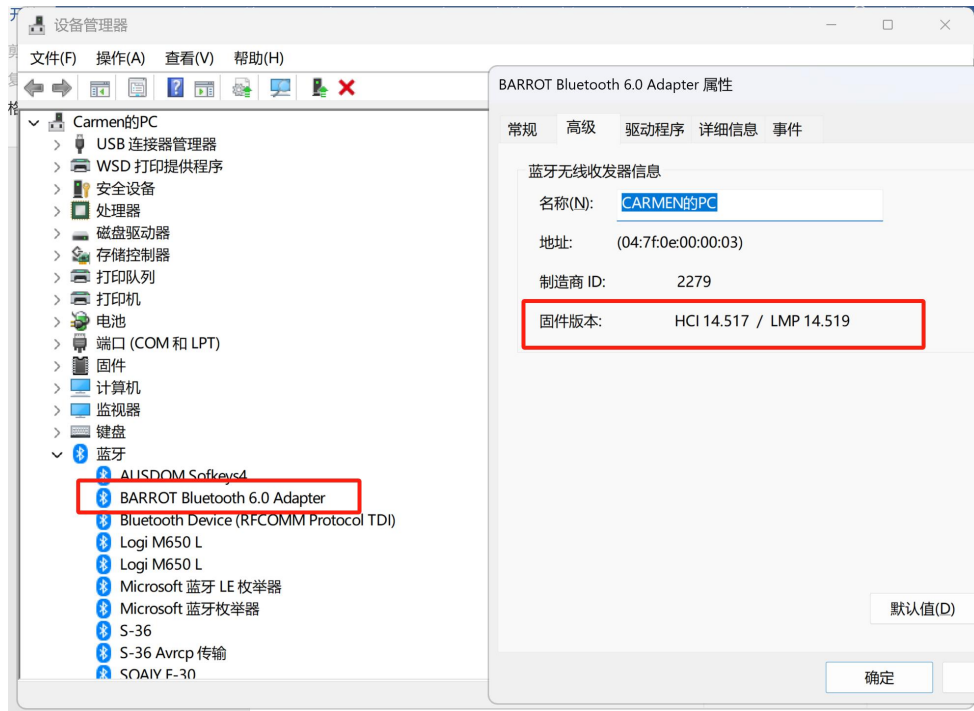 设备管理器
文件(F) 操作(A) 查看(V) 帮助(H)
Carmen的PC
USB 连接器管理器
WSD 打印提供程序
安全设备
处理器
磁盘驱动器
存储控制器
打印队列
打印机
电池
端口 (COM 和 LPT)
固件
计算机
监视器
键盘
蓝牙
AUSDOM Sofkeys4
BARROT Bluetooth 6.0 Adapter
Bluetooth Device (RFCOMM Protocol TDI)
Logi M650 L
Logi M650 L
Microsoft 蓝牙 LE 枚举器
Microsoft 蓝牙枚举器
S-36
S-36 Avrcp 传输
SOAIY F-30
BARROT Bluetooth 6.0 Adapter 属性
常规 高级 驱动程序 详细信息 事件
蓝牙无线收发器信息
名称(N): CARMEN的PC
地址: (04:7f:0e:00:00:03)
制造商 ID: 2279
固件版本: HCI 14.517 / LMP 14.519
默认值(D)
确定